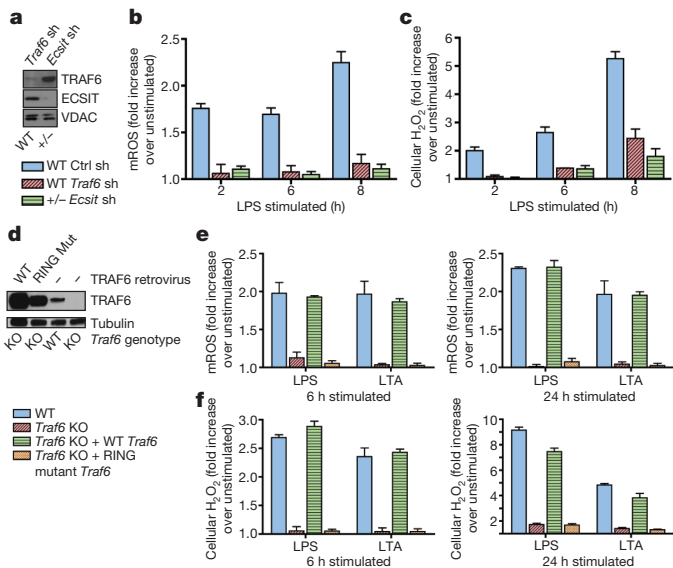 a
Traf6 sh
Ecsit sh
TRAF6
ECSIT
VDAC
WT
+/–
WT Ctrl sh
WT Traf6 sh
+/– Ecsit sh
b
mROS (fold increase
over unstimulated)
2.5
2.0
1.5
1.0
2 6 8
LPS stimulated (h)
c
Cellular H2O2 (fold increase
over unstimulated)
6
5
4
3
2
1
2 6 8
LPS stimulated (h)
d
WT
RING Mut
–
–
TRAF6 retrovirus
TRAF6
Tubulin
KO
KO
WT
KO
Traf6 genotype
WT
Traf6 KO
Traf6 KO + WT Traf6
Traf6 KO + RING
mutant Traf6
e
mROS (fold increase
over unstimulated)
2.5
2.0
1.5
1.0
LPS LTA
6 h stimulated
mROS (fold increase
over unstimulated)
2.5
2.0
1.5
1.0
LPS LTA
24 h stimulated
f
Cellular H2O2 (fold increase
over unstimulated)
3.0
2.5
2.0
1.5
1.0
LPS LTA
6 h stimulated
Cellular H2O2 (fold increase
over unstimulated)
10
8
6
4
2
LPS LTA
24 h stimulated